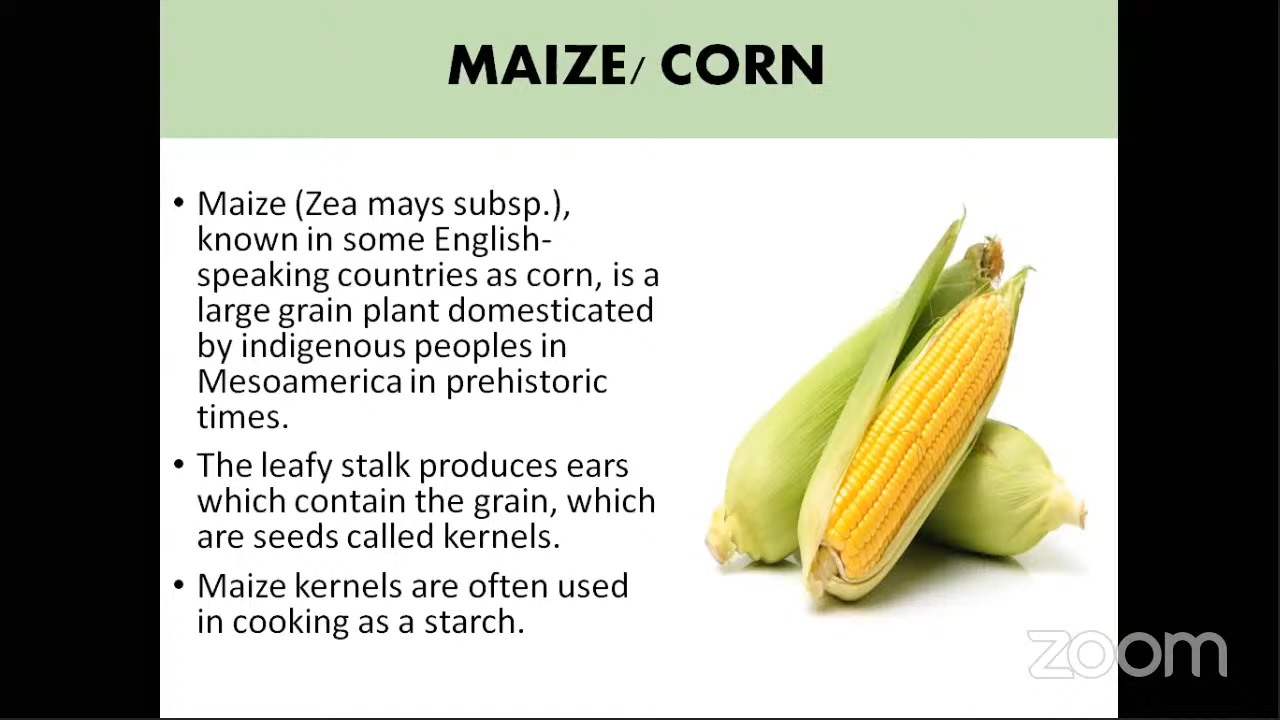 MAIZE/ CORN
• Maize (Zea mays subsp.),
known in some English-
speaking countries as corn, is a
large grain plant domesticated
by indigenous peoples in
Mesoamerica in prehistoric
times.
• The leafy stalk produces ears
which contain the grain, which
are seeds called kernels.
• Maize kernels are often used
in cooking as a starch.
zoom